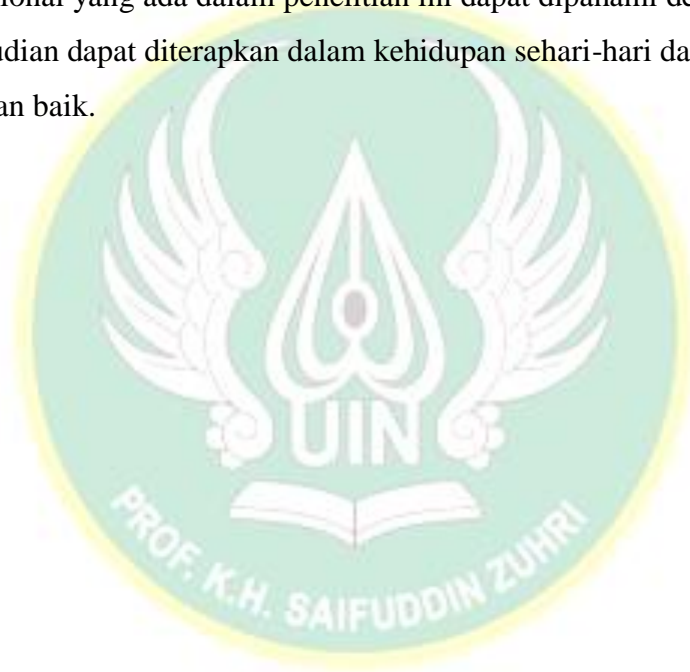 ional yang ada dalam penelitian ini dapat dipahami de
udian dapat diterapkan dalam kehidupan sehari-hari da
an baik.
UIN
PROF. K.H. SAIFUDDIN ZUHRI